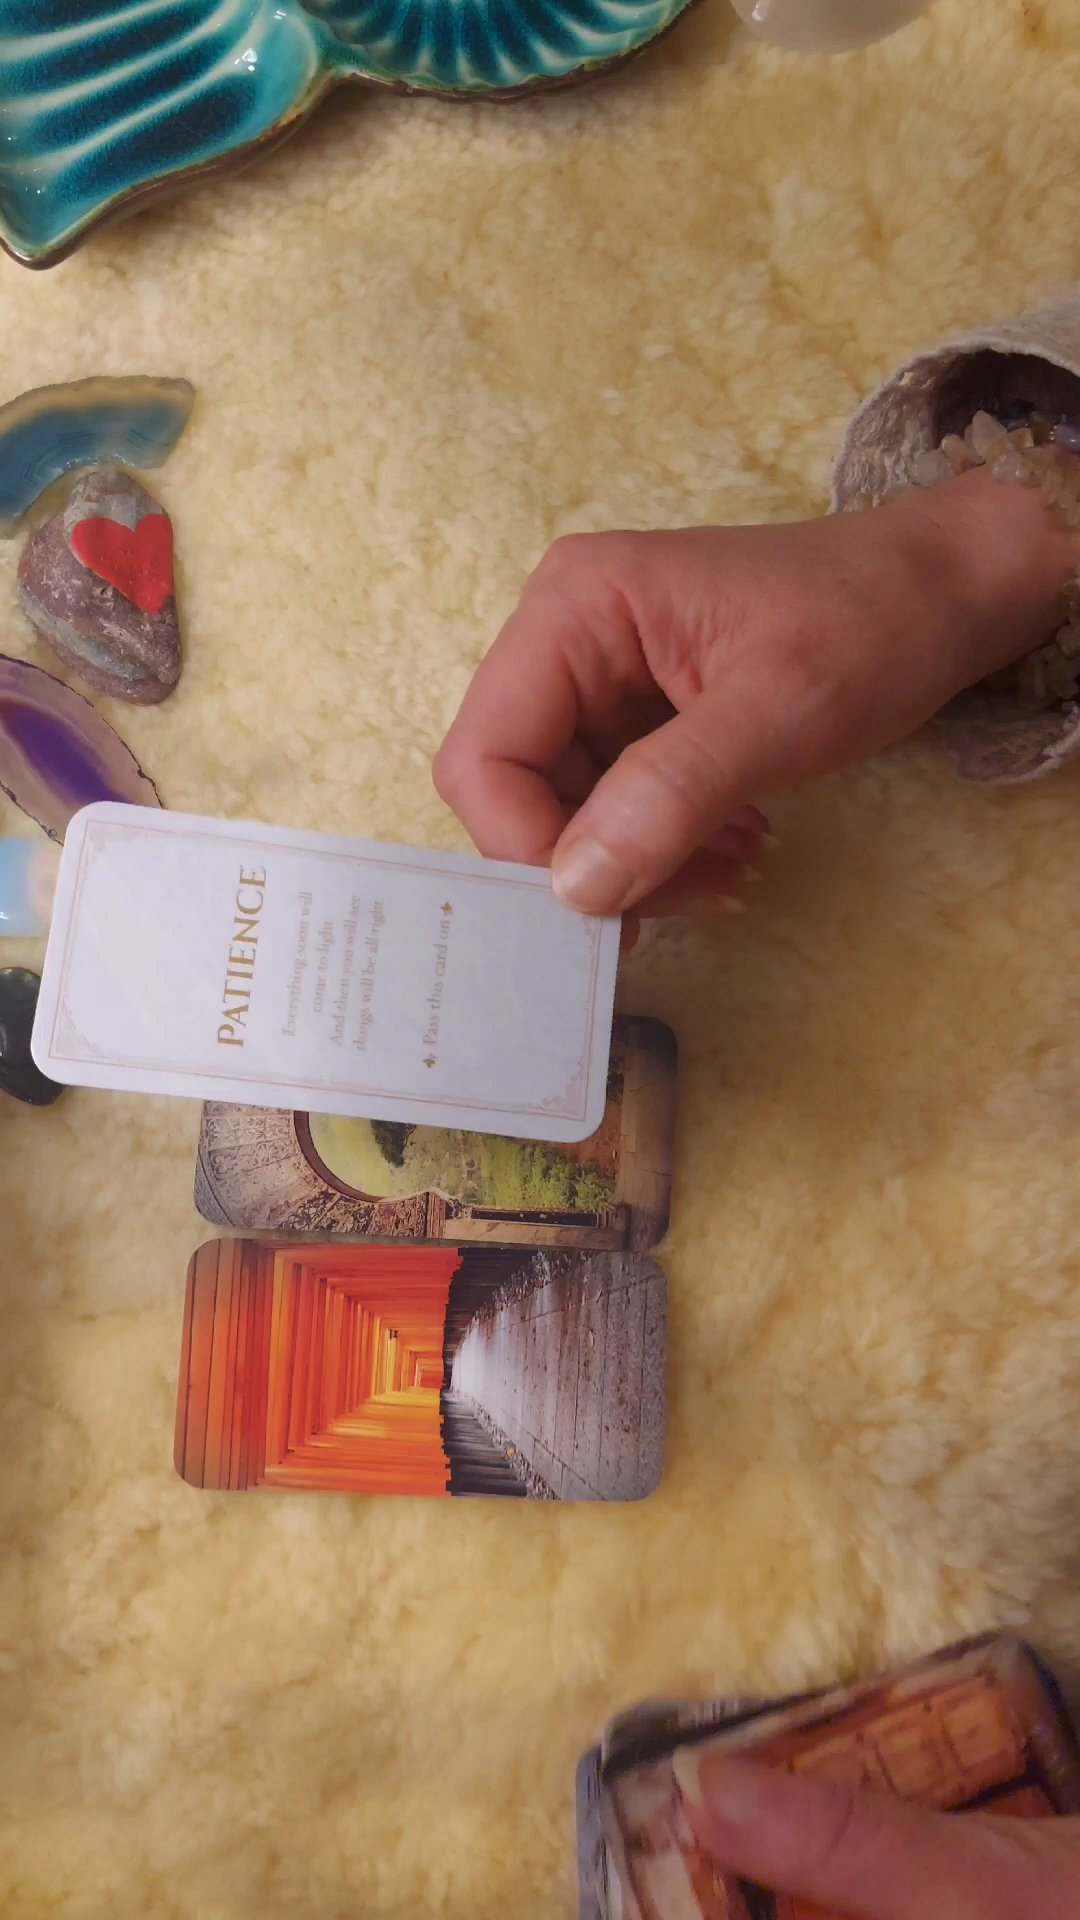 PATIENCE
Everything soon will
come to light
And then you will see
things will be all right
Pass this card on